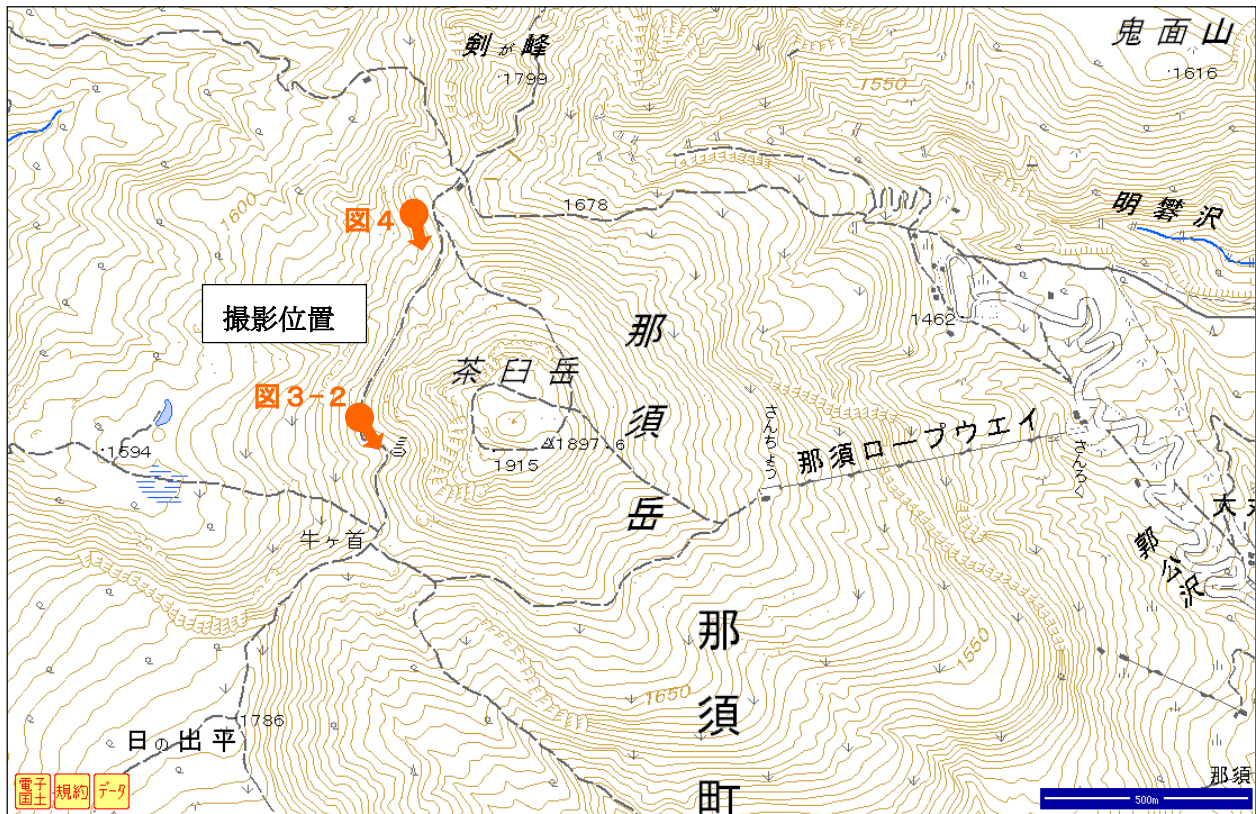 鬼面山
剣が峰
1799
1616
1550
1600
図4
1678
明礬沢
撮影位置
1462
那須岳
茶臼岳
図3-2
さんちょう
那須ロープウエイ
さんろく
1897.6
1594
1915
牛ヶ首
郭公沢
那須町
1550
1650
1786
日の出平
那須
電子国土
規約
データ
500m